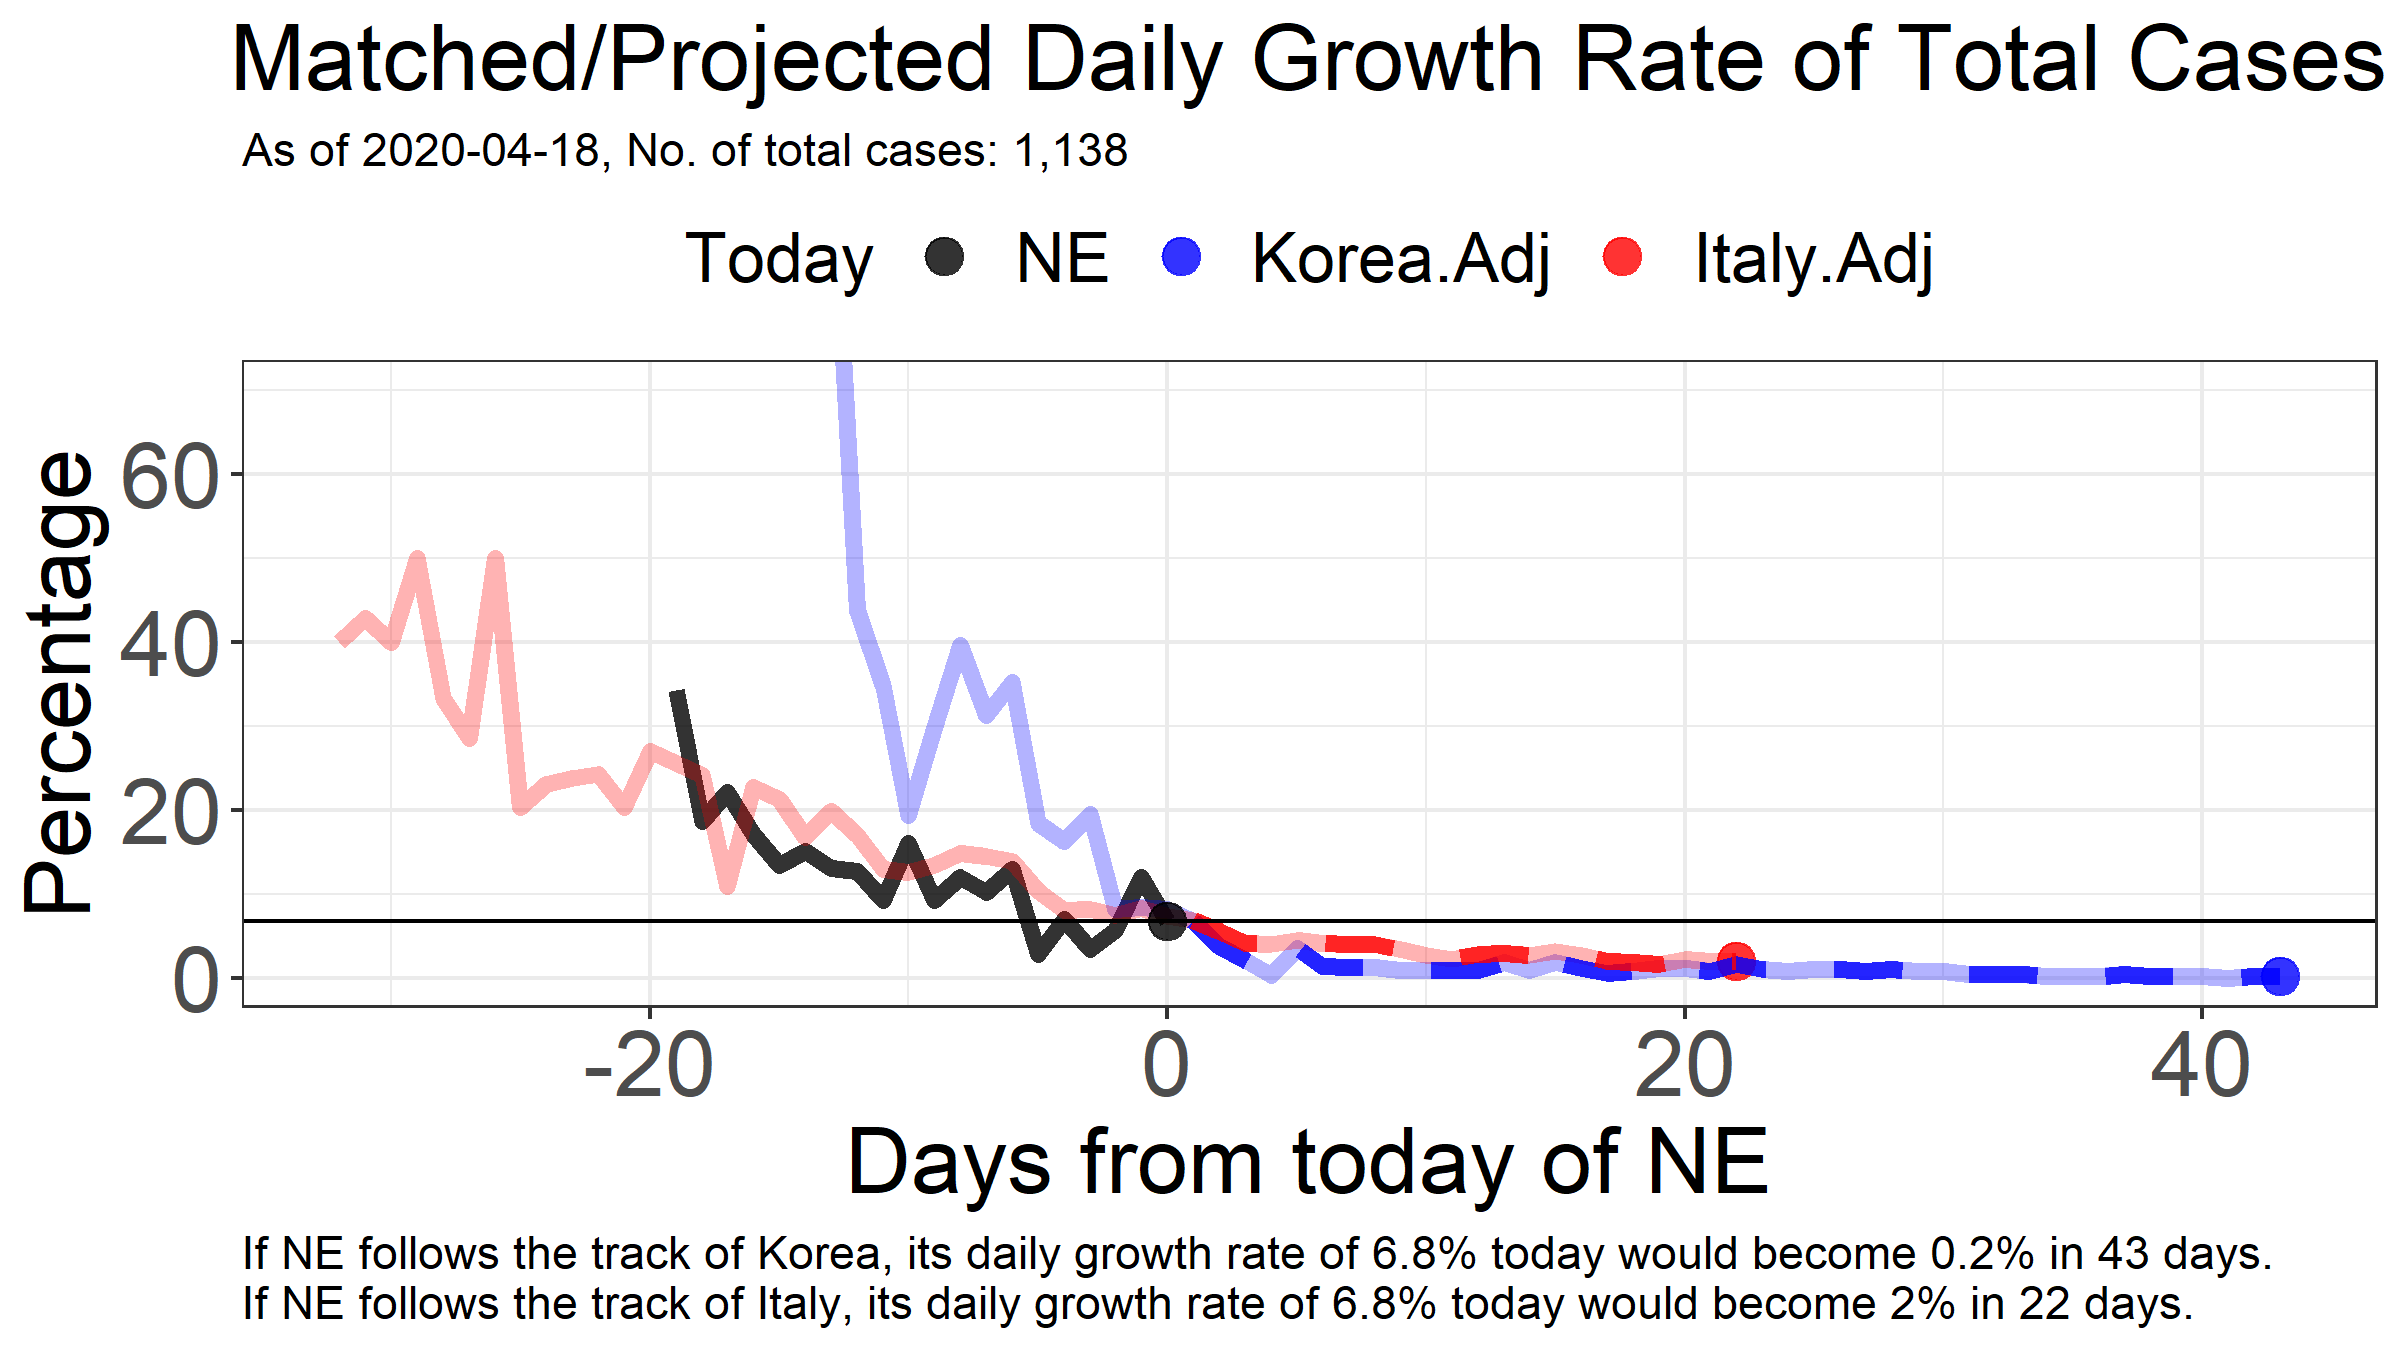 Matched/Projected Daily Growth Rate of Total Cases
As of 2020-04-18, No. of total cases: 1,138
Today NE Korea.Adj Italy.Adj
Percentage
60
40
20
0
-20 0 20 40
Days from today of NE
If NE follows the track of Korea, its daily growth rate of 6.8% today would become 0.2% in 43 days.
If NE follows the track of Italy, its daily growth rate of 6.8% today would become 2% in 22 days.